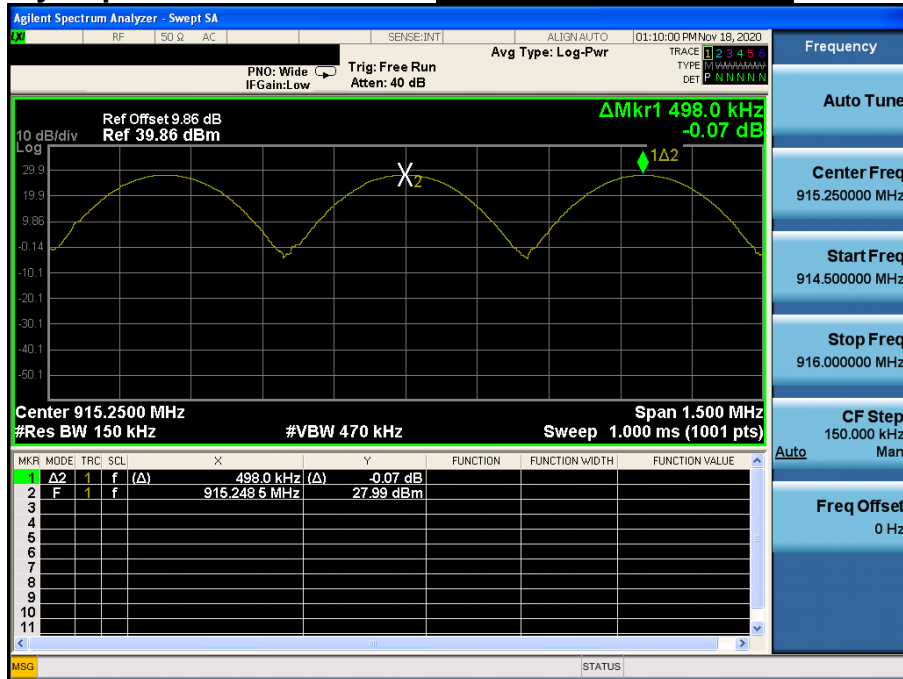 Agilent Spectrum Analyzer - Swept SA
LXI RF 50 Ω AC SENSE:INT ALIGNAUTO 01:10:00 PM Nov 18, 2020
Avg Type: Log-Pwr TRACE 1 2 3 4 5 6
PNO: Wide Trig: Free Run TYPE MWWWWW
IFGain:Low Atten: 40 dB DET P N N N N N
ΔMkr1 498.0 kHz
-0.07 dB
Ref Offset 9.86 dB
10 dB/div Ref 39.86 dBm
Log
1Δ2
29.9
X2
19.9
9.86
-0.14
-10.1
-20.1
-30.1
-40.1
-50.1
Center 915.2500 MHz Span 1.500 MHz
#Res BW 150 kHz #VBW 470 kHz Sweep 1.000 ms (1001 pts)
MKR MODE TRC SCL X Y FUNCTION FUNCTION WIDTH FUNCTION VALUE
1 Δ2 1 f (Δ) 498.0 kHz (Δ) -0.07 dB
2 F 1 f 915.248 5 MHz 27.99 dBm
3
4
5
6
7
8
9
10
11
MSG STATUS
Frequency
Auto Tune
Center Freq
915.250000 MHz
Start Freq
914.500000 MHz
Stop Freq
916.000000 MHz
CF Step
150.000 kHz
Auto Man
Freq Offset
0 Hz